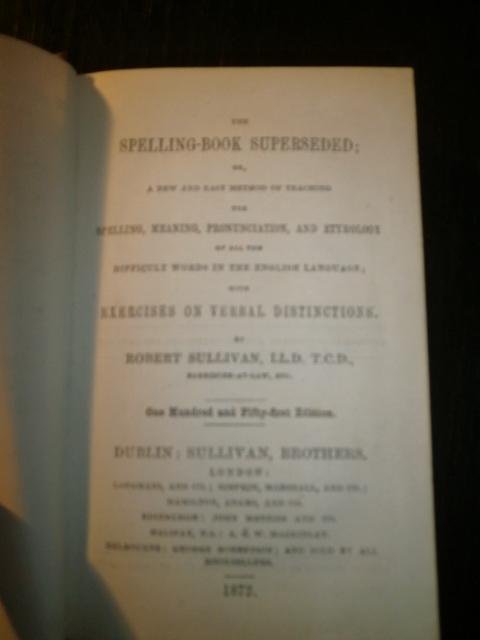 THE
SPELLING-BOOK SUPERSEDED;
OR,
A NEW AND EASY METHOD OF TEACHING
THE
SPELLING, MEANING, PRONUNCIATION, AND ETYMOLOGY
OF ALL THE
DIFFICULT WORDS IN THE ENGLISH LANGUAGE;
WITH
EXERCISES ON VERBAL DISTINCTIONS.
BY
ROBERT SULLIVAN, LL.D. T.C.D.,
BARRISTER-AT-LAW, ETC.
One Hundred and Fifty-first Edition.
DUBLIN: SULLIVAN, BROTHERS.
LONDON:
LONGMANS, AND CO.; SIMPKIN, MARSHALL, AND CO.;
HAMILTON, ADAMS, AND CO.
EDINBURGH: JOHN MENZIES AND CO.
HALIFAX, N.S.: A. & W. MACKINLAY.
MELBOURNE: GEORGE ROBERTSON; AND SOLD BY ALL
BOOKSELLERS.
1872.